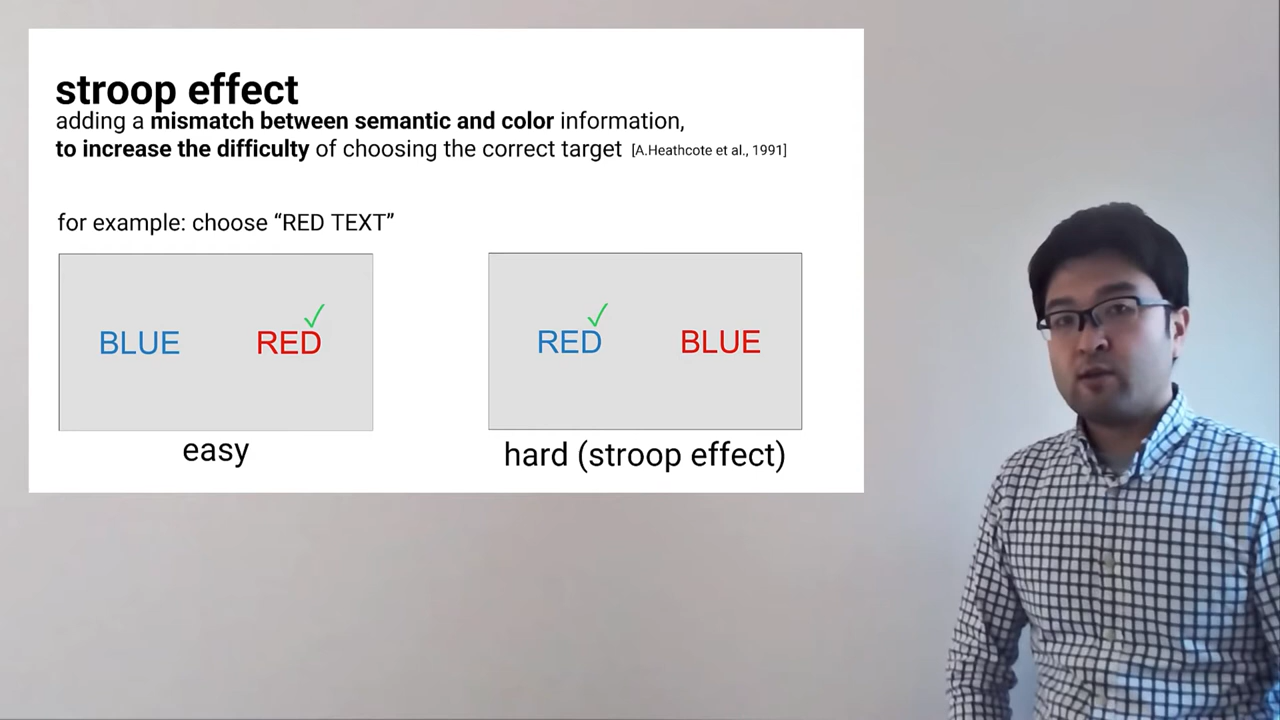 stroop effect
adding a mismatch between semantic and color information,
to increase the difficulty of choosing the correct target [A.Heathcote et al., 1991]
for example: choose “RED TEXT”
BLUE RED
RED BLUE
easy
hard (stroop effect)